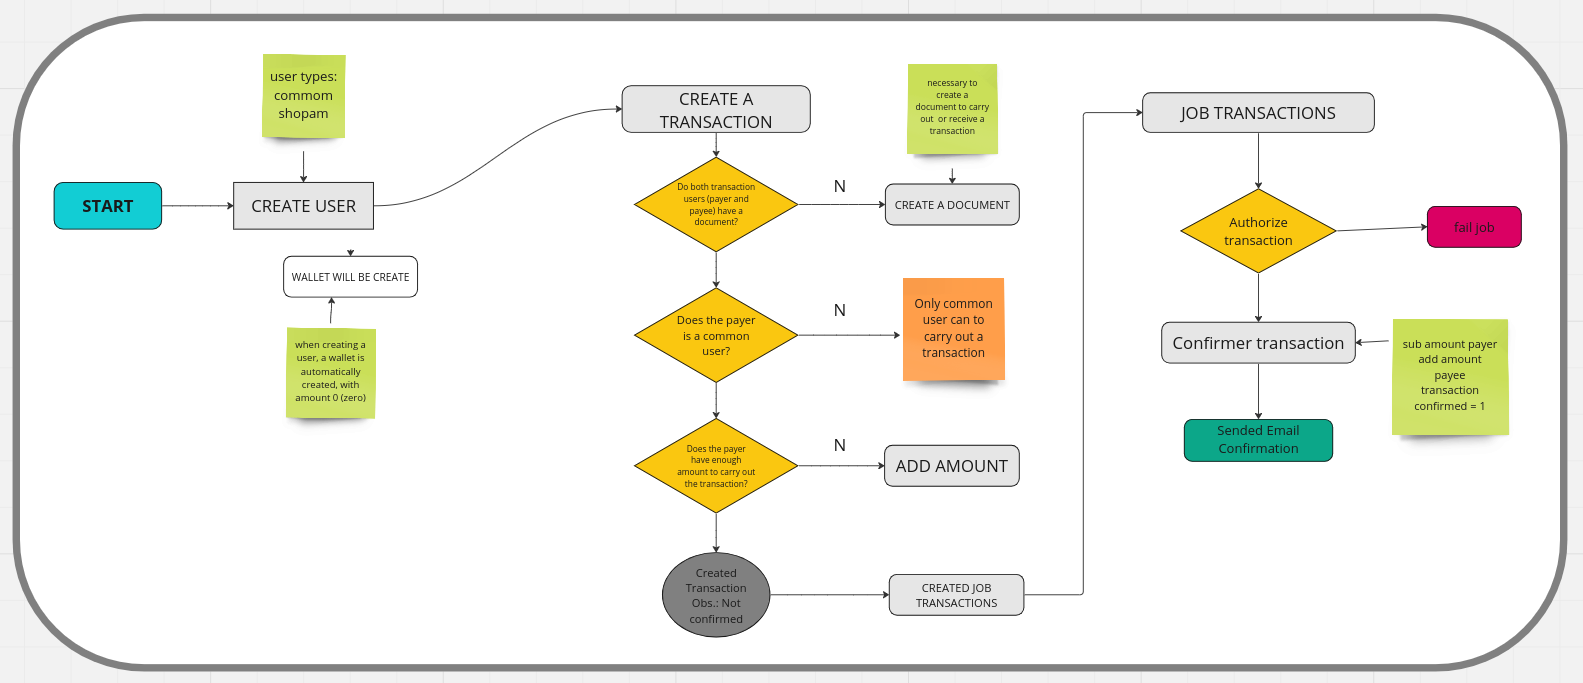 user types:
commom
shopam
START
CREATE USER
WALLET WILL BE CREATE
when creating a
user, a wallet is
automatically
created, with
amount 0 (zero)
CREATE A
TRANSACTION
Do both transaction
users (payer and
payee) have a
document?
N
necessary to
create a
document to carry
out or receive a
transaction
CREATE A DOCUMENT
Does the payer
is a common
user?
N
Only common
user can to
carry out a
transaction
Does the payer
have enough
amount to carry out
the transaction?
N
ADD AMOUNT
Created
Transaction
Obs.: Not
confirmed
CREATED JOB
TRANSACTIONS
JOB TRANSACTIONS
Authorize
transaction
fail job
Confirmer transaction
sub amount payer
add amount
payee
transaction
confirmed = 1
Sended Email
Confirmation